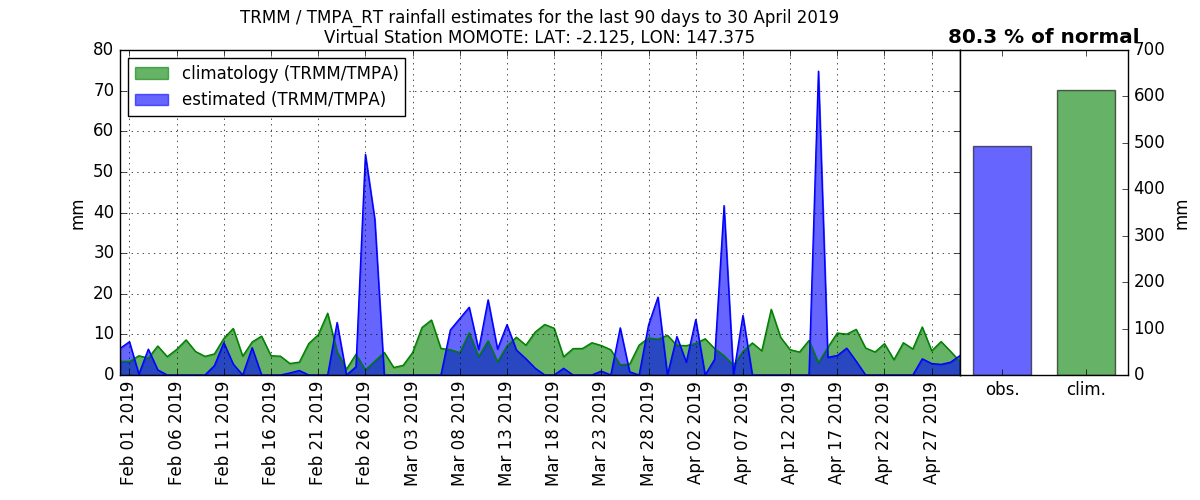 TRMM / TMPA_RT rainfall estimates for the last 90 days to 30 April 2019
Virtual Station MOMOTE: LAT: -2.125, LON: 147.375
80.3 % of normal
climatology (TRMM/TMPA)
estimated (TRMM/TMPA)
mm
80
70
60
50
40
30
20
10
0
Feb 01 2019
Feb 06 2019
Feb 11 2019
Feb 16 2019
Feb 21 2019
Feb 26 2019
Mar 03 2019
Mar 08 2019
Mar 13 2019
Mar 18 2019
Mar 23 2019
Mar 28 2019
Apr 02 2019
Apr 07 2019
Apr 12 2019
Apr 17 2019
Apr 22 2019
Apr 27 2019
700
600
500
400
300
200
100
0
mm
obs.
clim.